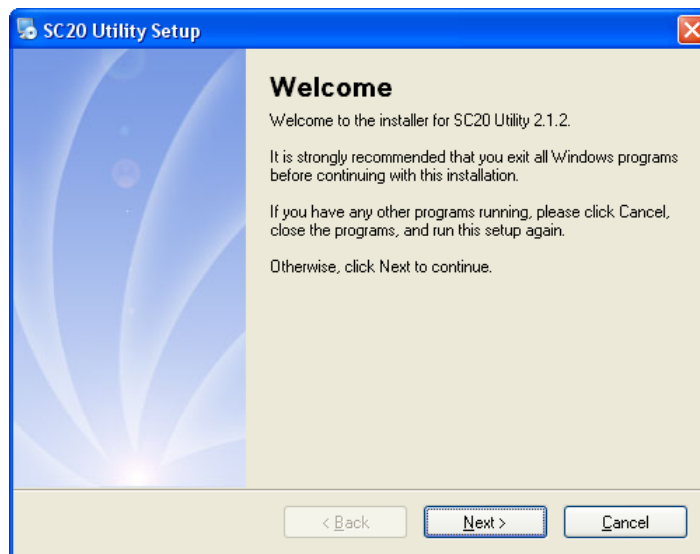 SC20 Utility Setup
Welcome
Welcome to the installer for SC20 Utility 2.1.2.
It is strongly recommended that you exit all Windows programs
before continuing with this installation.
If you have any other programs running, please click Cancel,
close the programs, and run this setup again.
Otherwise, click Next to continue.
< Back
Next >
Cancel